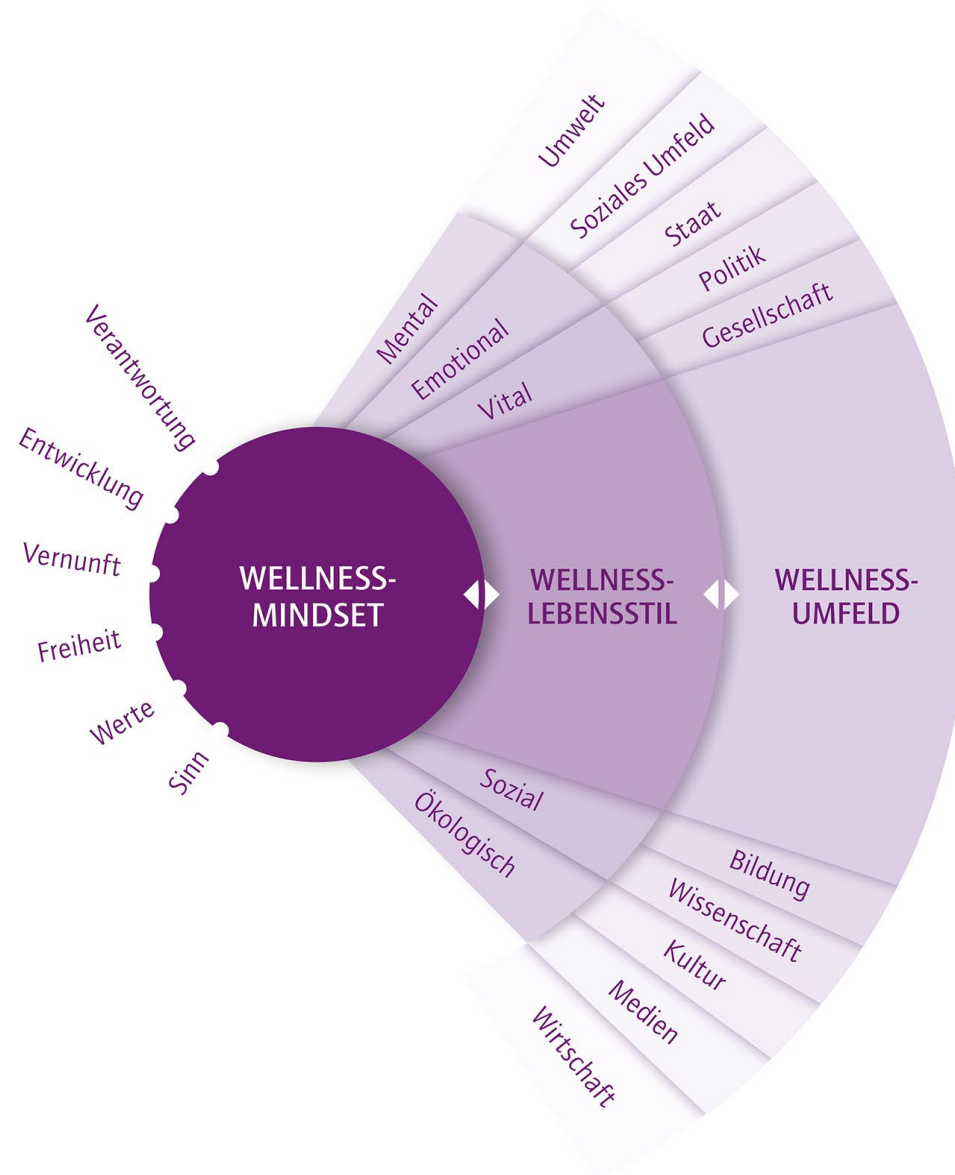 Umwelt
Soziales Umfeld
Staat
Politik
Gesellschaft
Mental
Emotional
Vital
Verantwortung
Entwicklung
Vernunft
Freiheit
Werte
Sinn
WELLNESS-
MINDSET
WELLNESS-
LEBENSSTIL
WELLNESS-
UMFELD
Sozial
Ökologisch
Bildung
Wissenschaft
Kultur
Medien
Wirtschaft